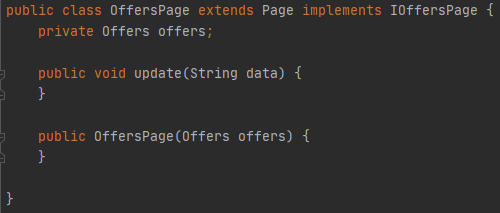 public class OffersPage extends Page implements IOffersPage {
    private Offers offers;
    public void update(String data) {
    }
    public OffersPage(Offers offers) {
    }
}